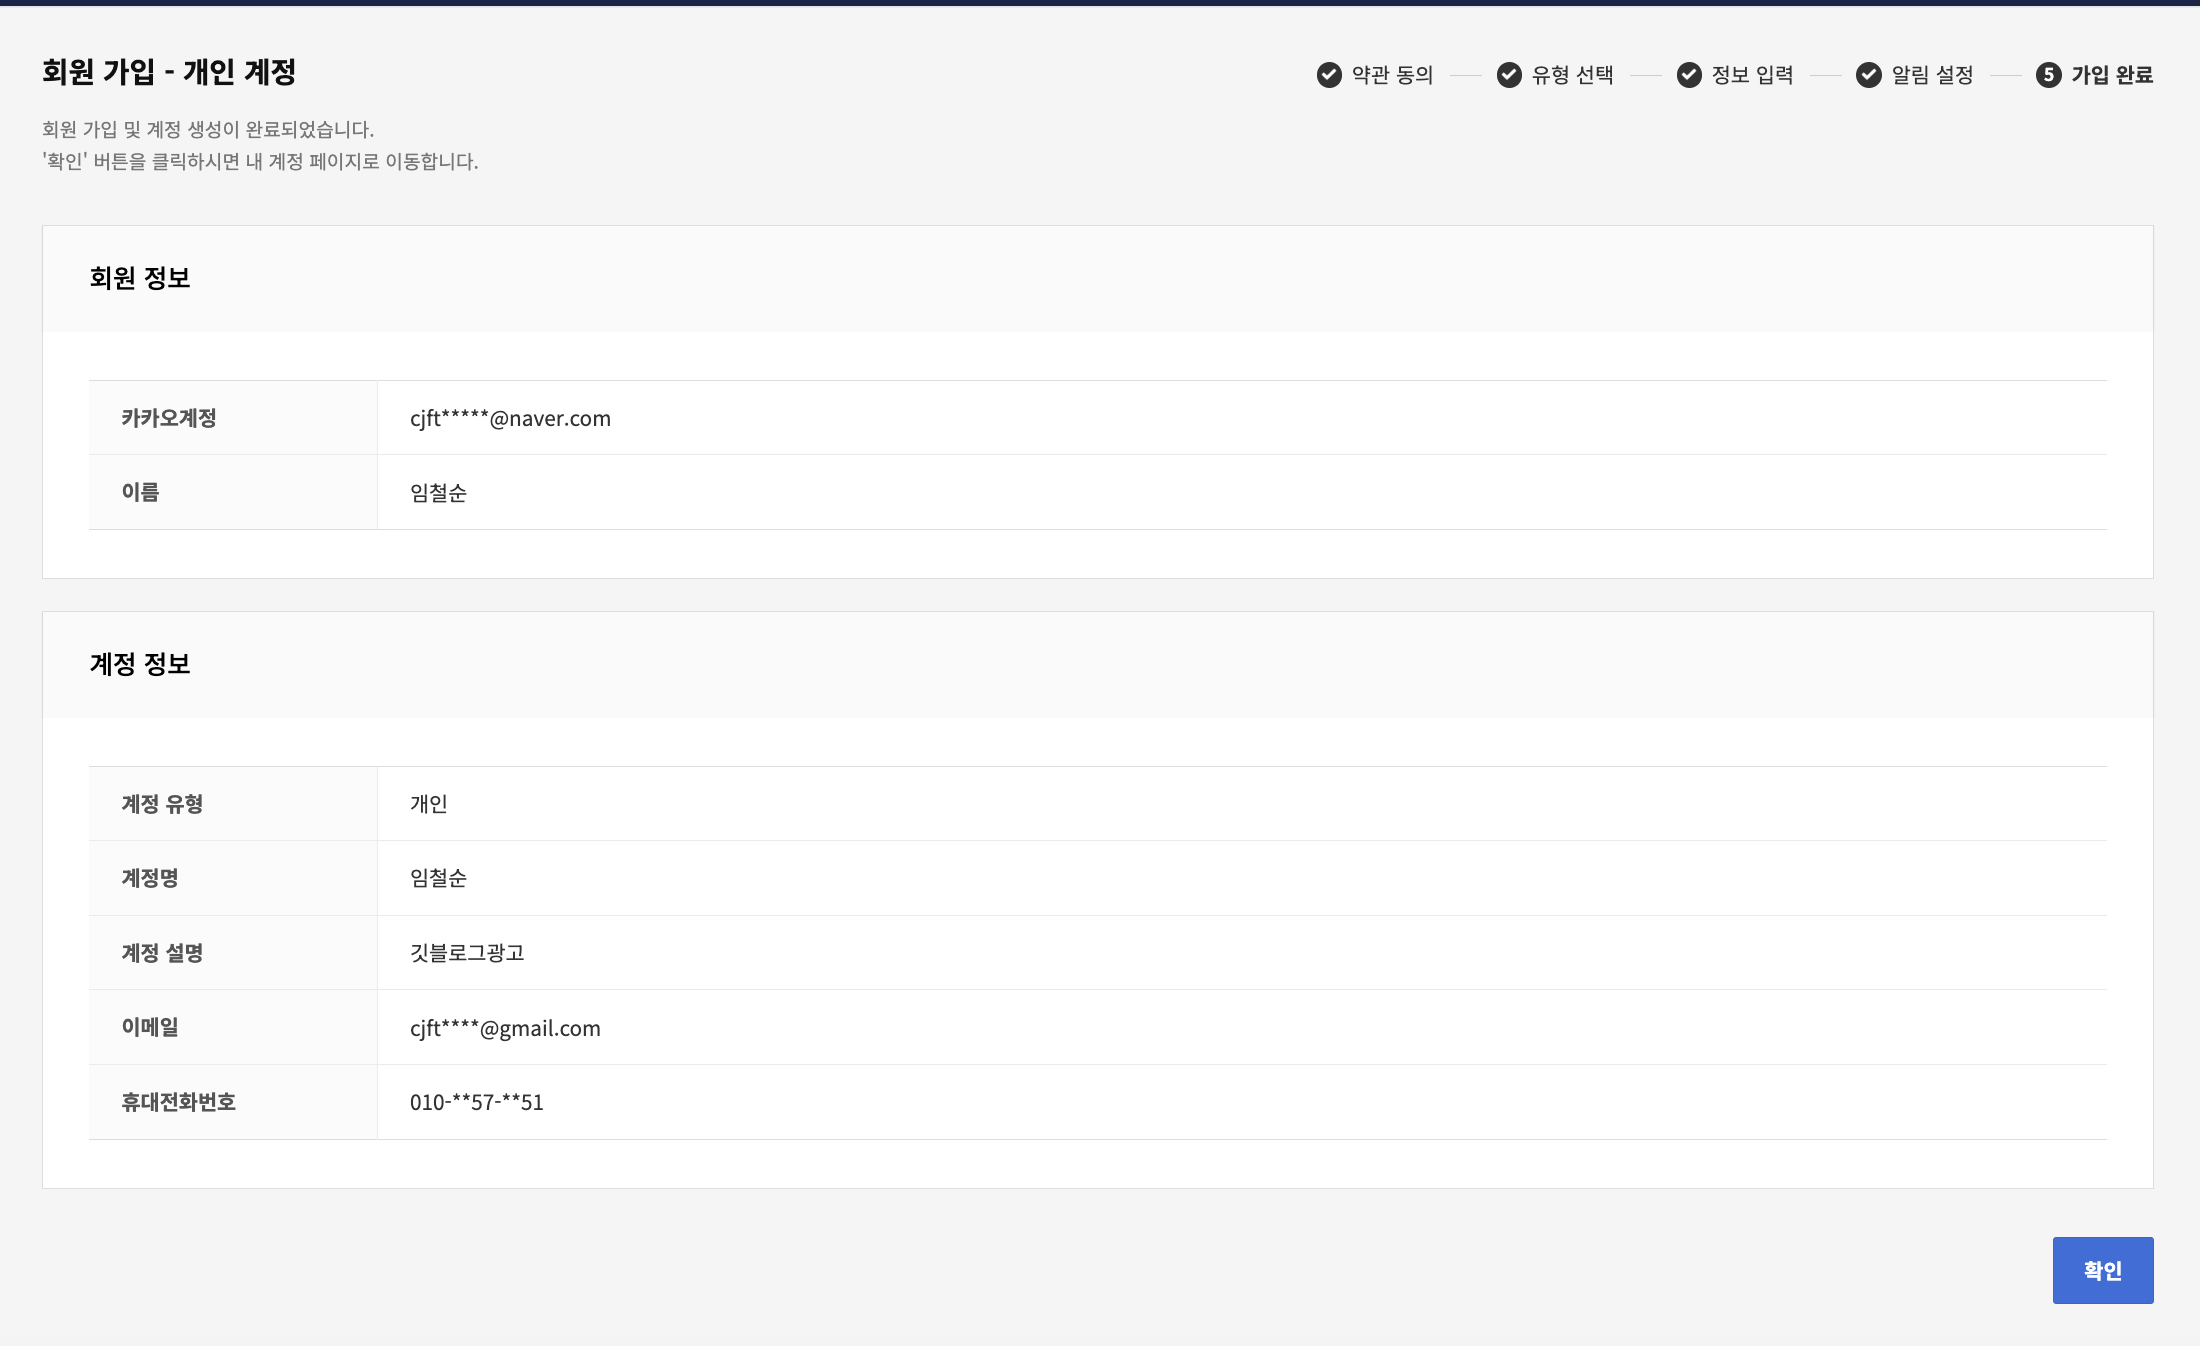 회원 가입 - 개인 계정
약관 동의
유형 선택
정보 입력
알림 설정
5 가입 완료
회원 가입 및 계정 생성이 완료되었습니다.
'확인' 버튼을 클릭하시면 내 계정 페이지로 이동합니다.
회원 정보
카카오계정 cjft*****@naver.com
이름 임철순
계정 정보
계정 유형 개인
계정명 임철순
계정 설명 깃블로그광고
이메일 cjft****@gmail.com
휴대전화번호 010-**57-**51
확인